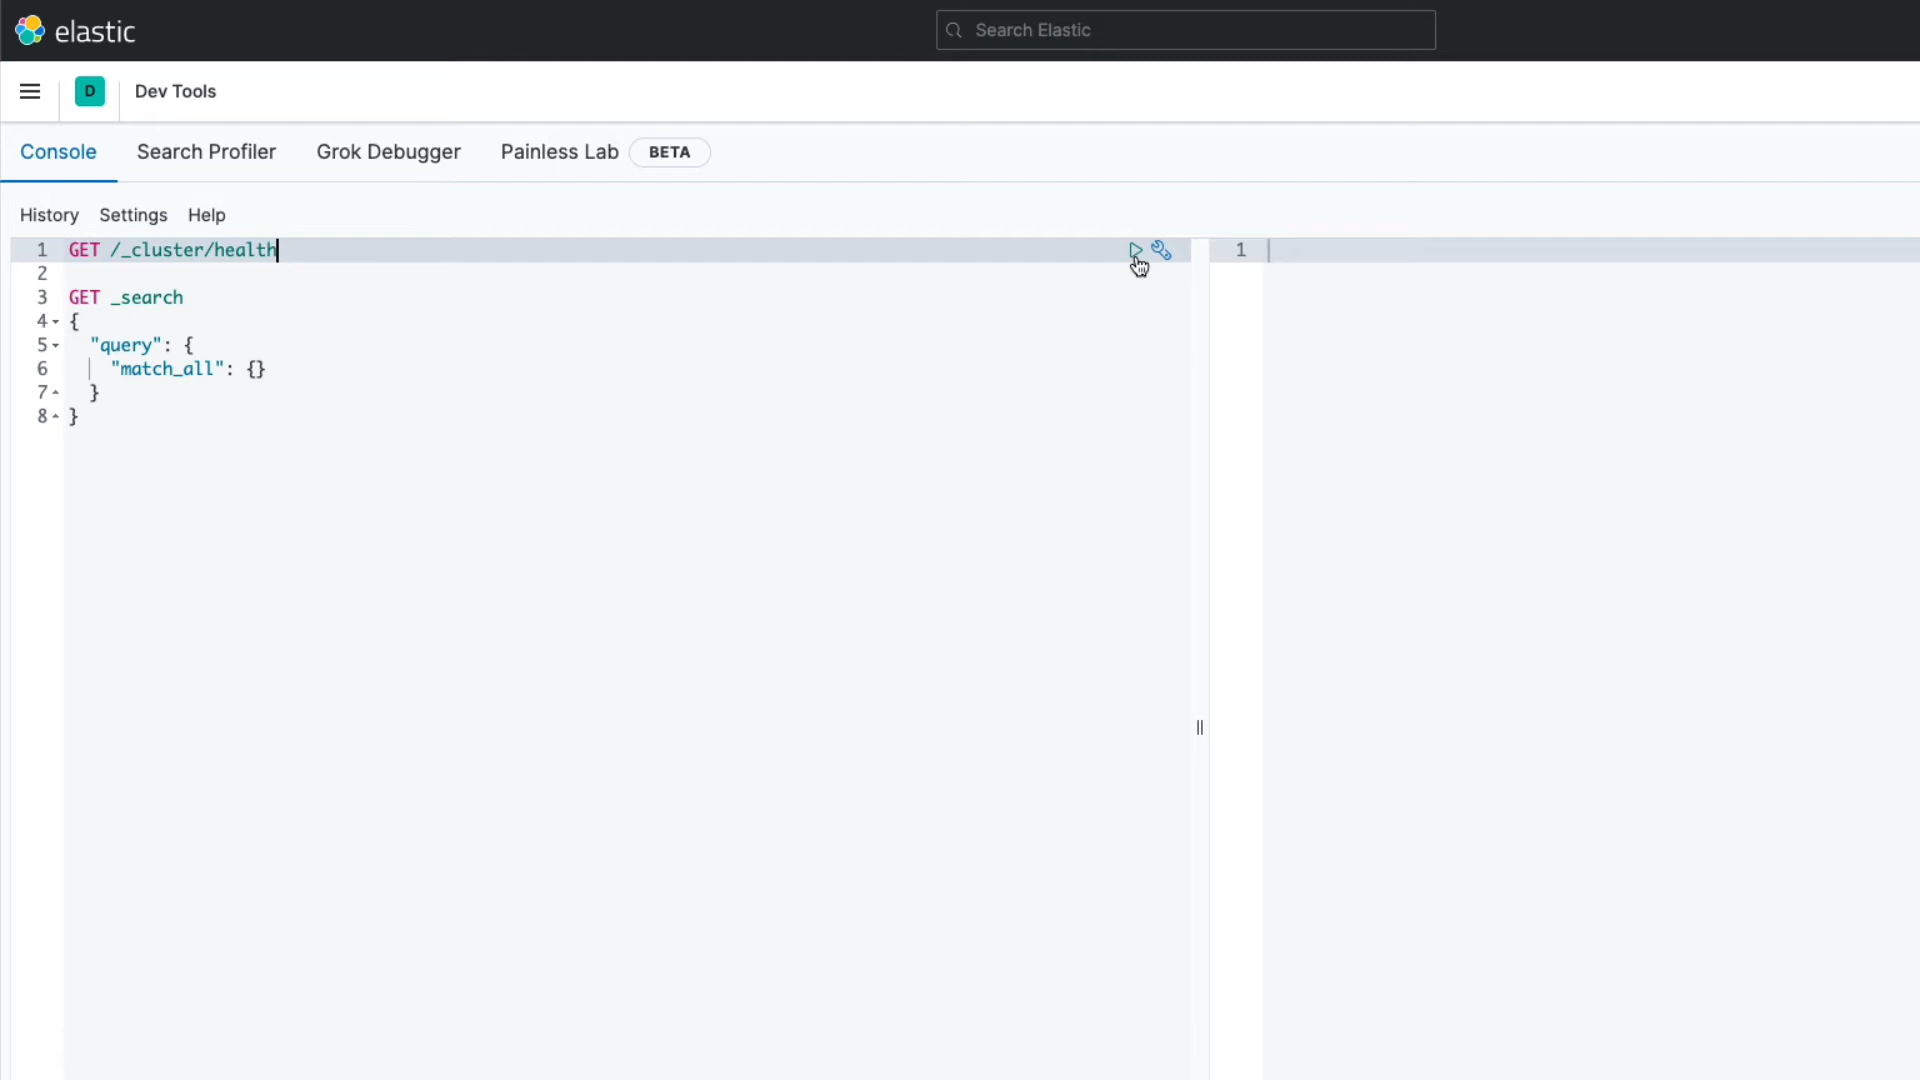 elastic
Search Elastic
D
Dev Tools
Console
Search Profiler
Grok Debugger
Painless Lab
BETA
History
Settings
Help
1 GET /_cluster/health
2
3 GET _search
4 {
5 "query": {
6 "match_all": {}
7 }
8 }
1